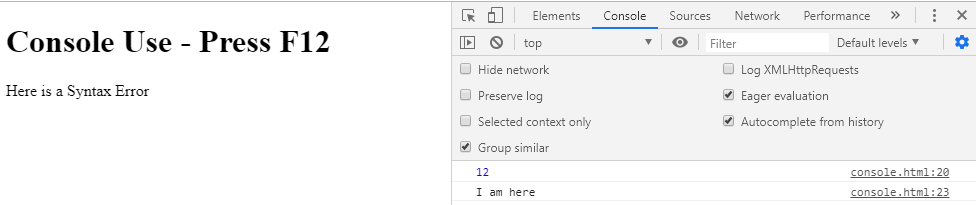 Console Use - Press F12
Here is a Syntax Error
Elements Console Sources Network Performance »
top Filter Default levels ▼
Hide network Log XMLHttpRequests
Preserve log Eager evaluation
Selected context only Autocomplete from history
Group similar
12 console.html:20
I am here console.html:23